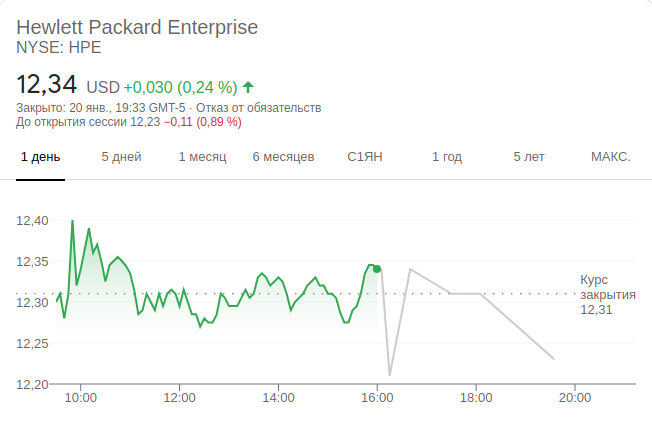 Hewlett Packard Enterprise
NYSE: HPE
12,34 USD +0,030 (0,24 %)
Закрыто: 20 янв., 19:33 GMT-5 · Отказ от обязательств
До открытия сессии 12,23 −0,11 (0,89 %)
1 день 5 дней 1 месяц 6 месяцев С1ЯН 1 год 5 лет МАКС.
12,40
12,35
12,30
12,25
12,20
Курс
закрытия
12,31
10:00 12:00 14:00 16:00 18:00 20:00